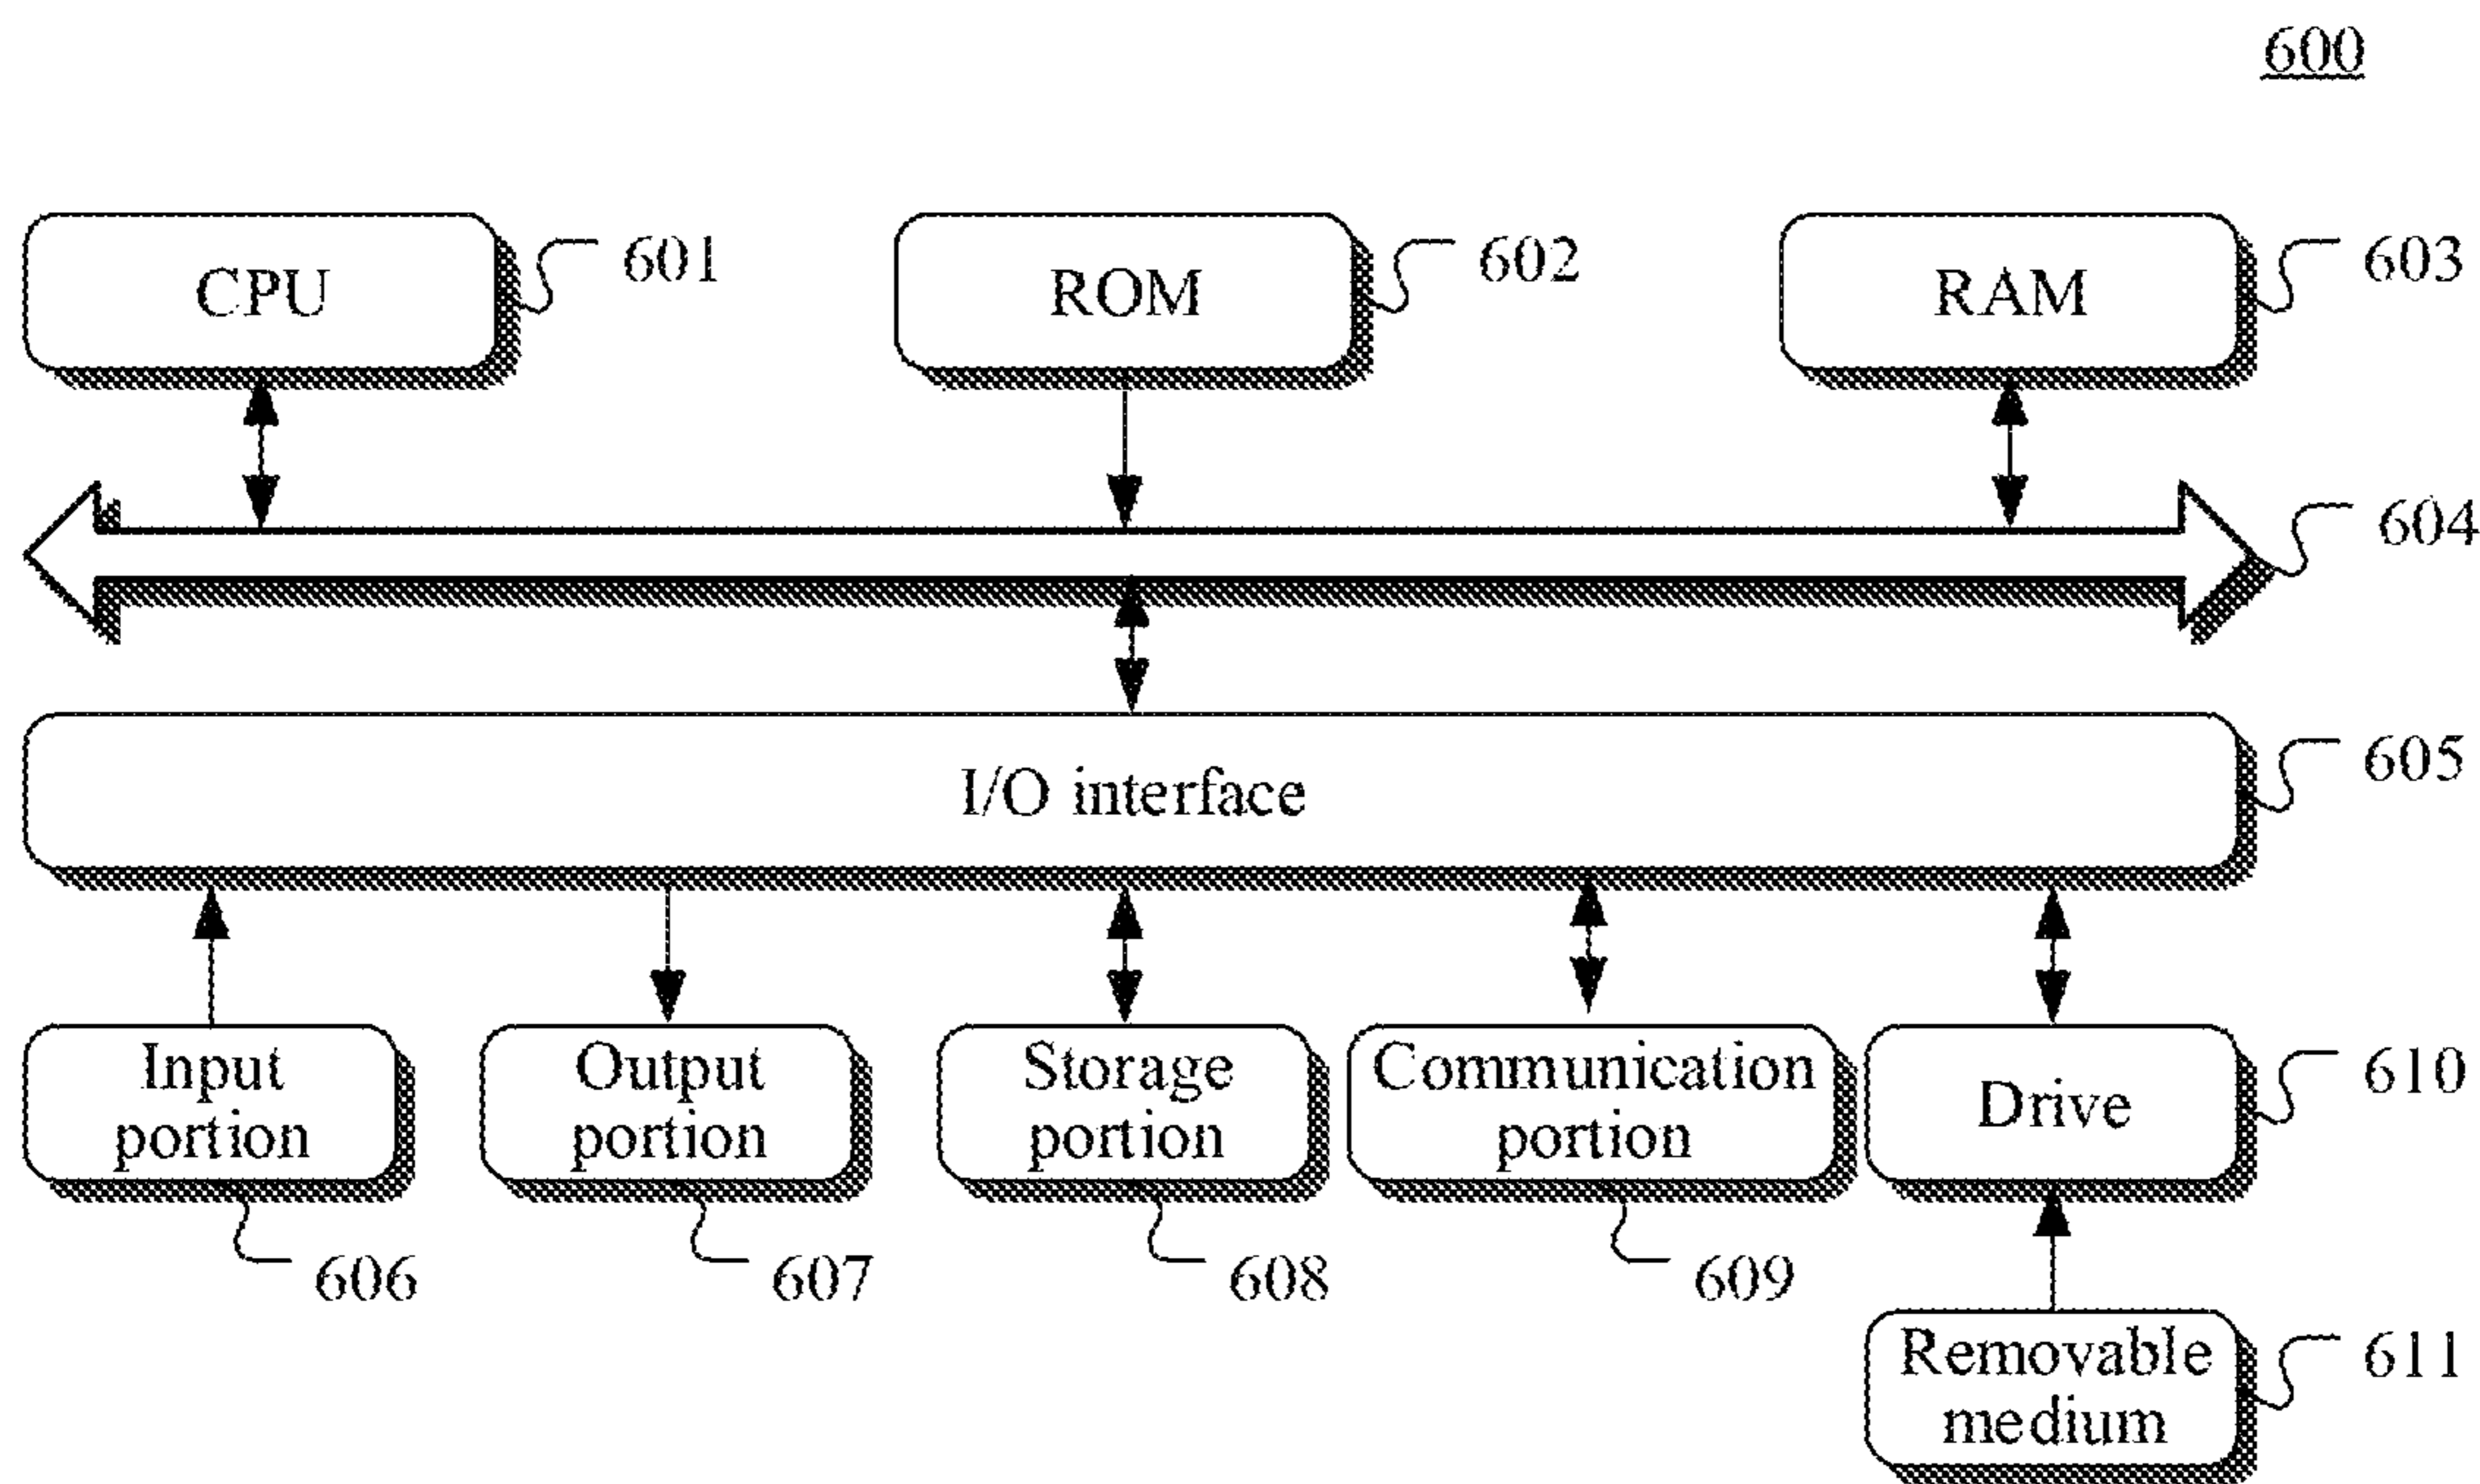 600
CPU
601
ROM
602
RAM
603
604
I/O interface
605
Input
portion
606
Output
portion
607
Storage
portion
608
Communication
portion
609
Drive
610
Removable
medium
611